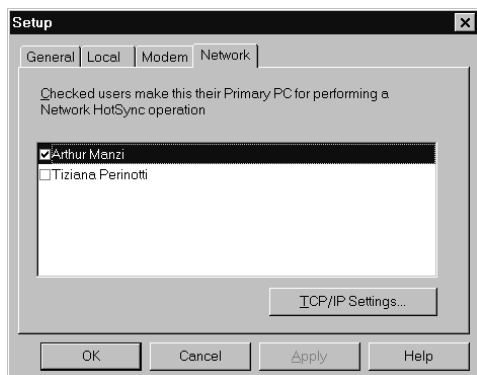 Setup
General Local Modem Network
Checked users make this their Primary PC for performing a
Network HotSync operation
Arthur Manzi
Tiziana Perinotti
TCP/IP Settings...
OK Cancel Apply Help